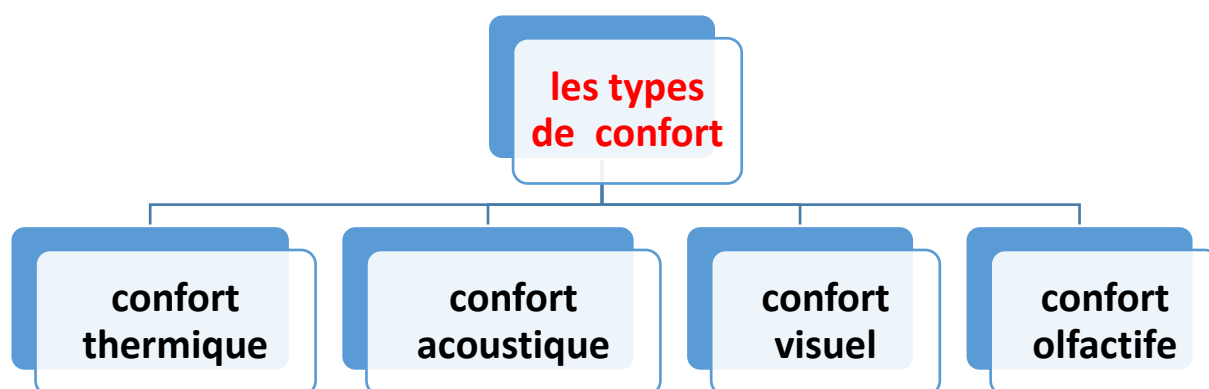 les types
de confort
confort
thermique
confort
acoustique
confort
visuel
confort
olfactife